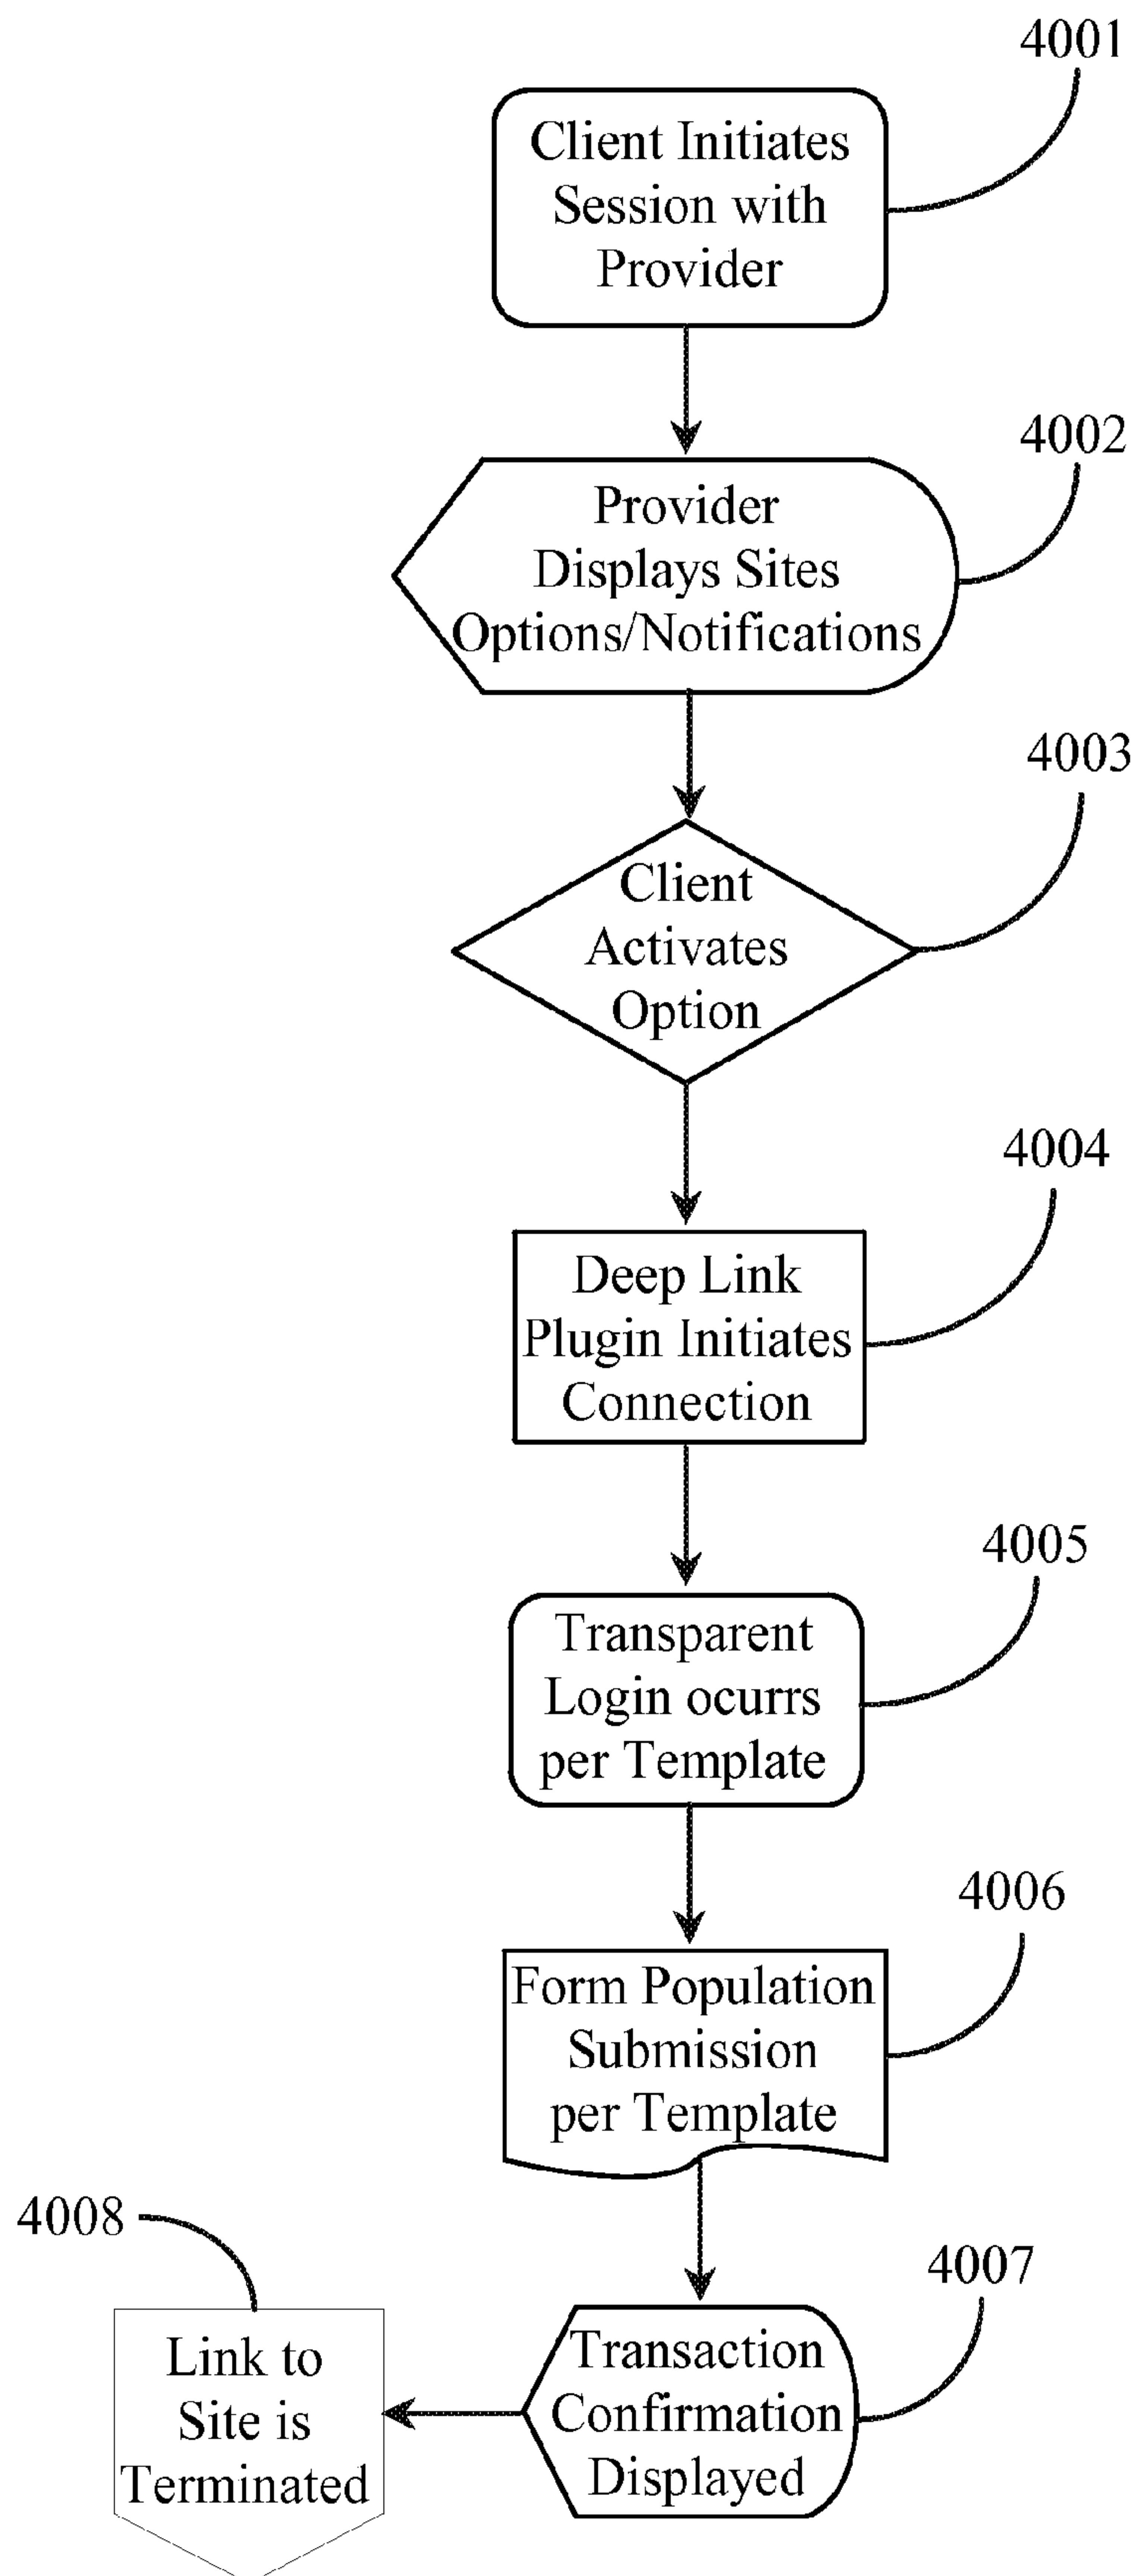 4001
Client Initiates
Session with
Provider
4002
Provider
Displays Sites
Options/Notifications
4003
Client
Activates
Option
4004
Deep Link
Plugin Initiates
Connection
4005
Transparent
Login ocurrs
per Template
4006
Form Population
Submission
per Template
4007
Transaction
Confirmation
Displayed
4008
Link to
Site is
Terminated